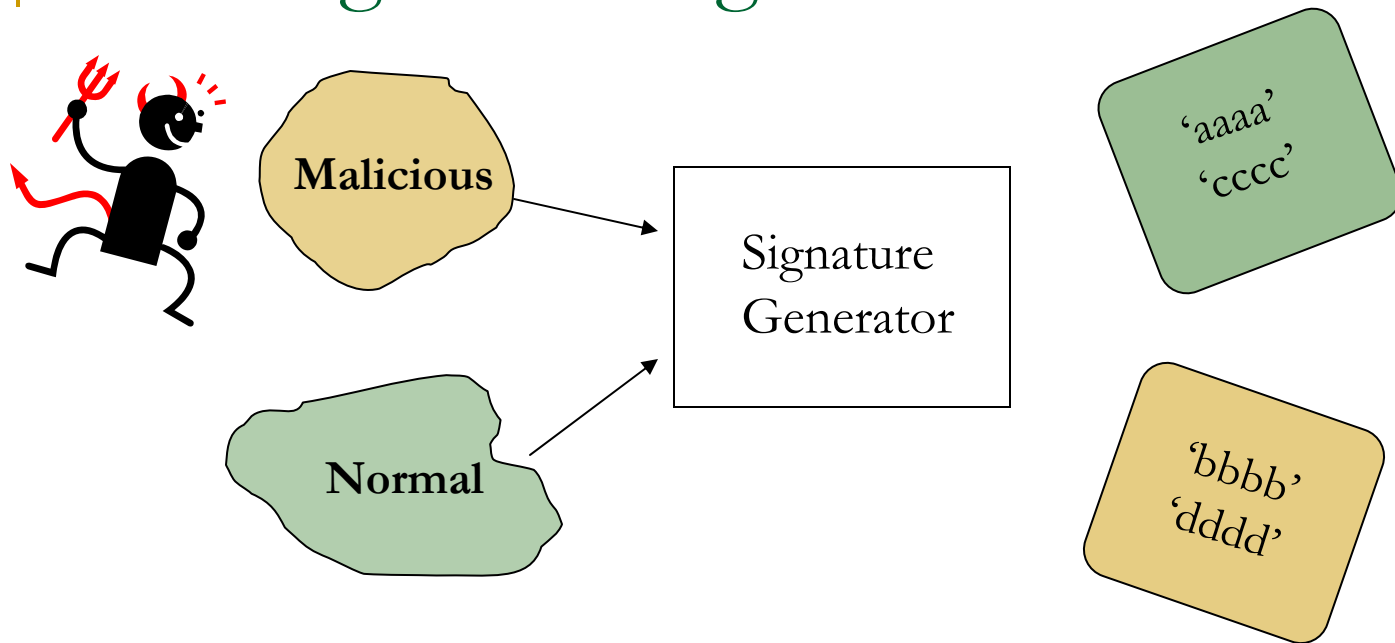 Malicious
Normal
Signature
Generator
‘aaaa’
‘cccc’
‘bbbb’
‘dddd’